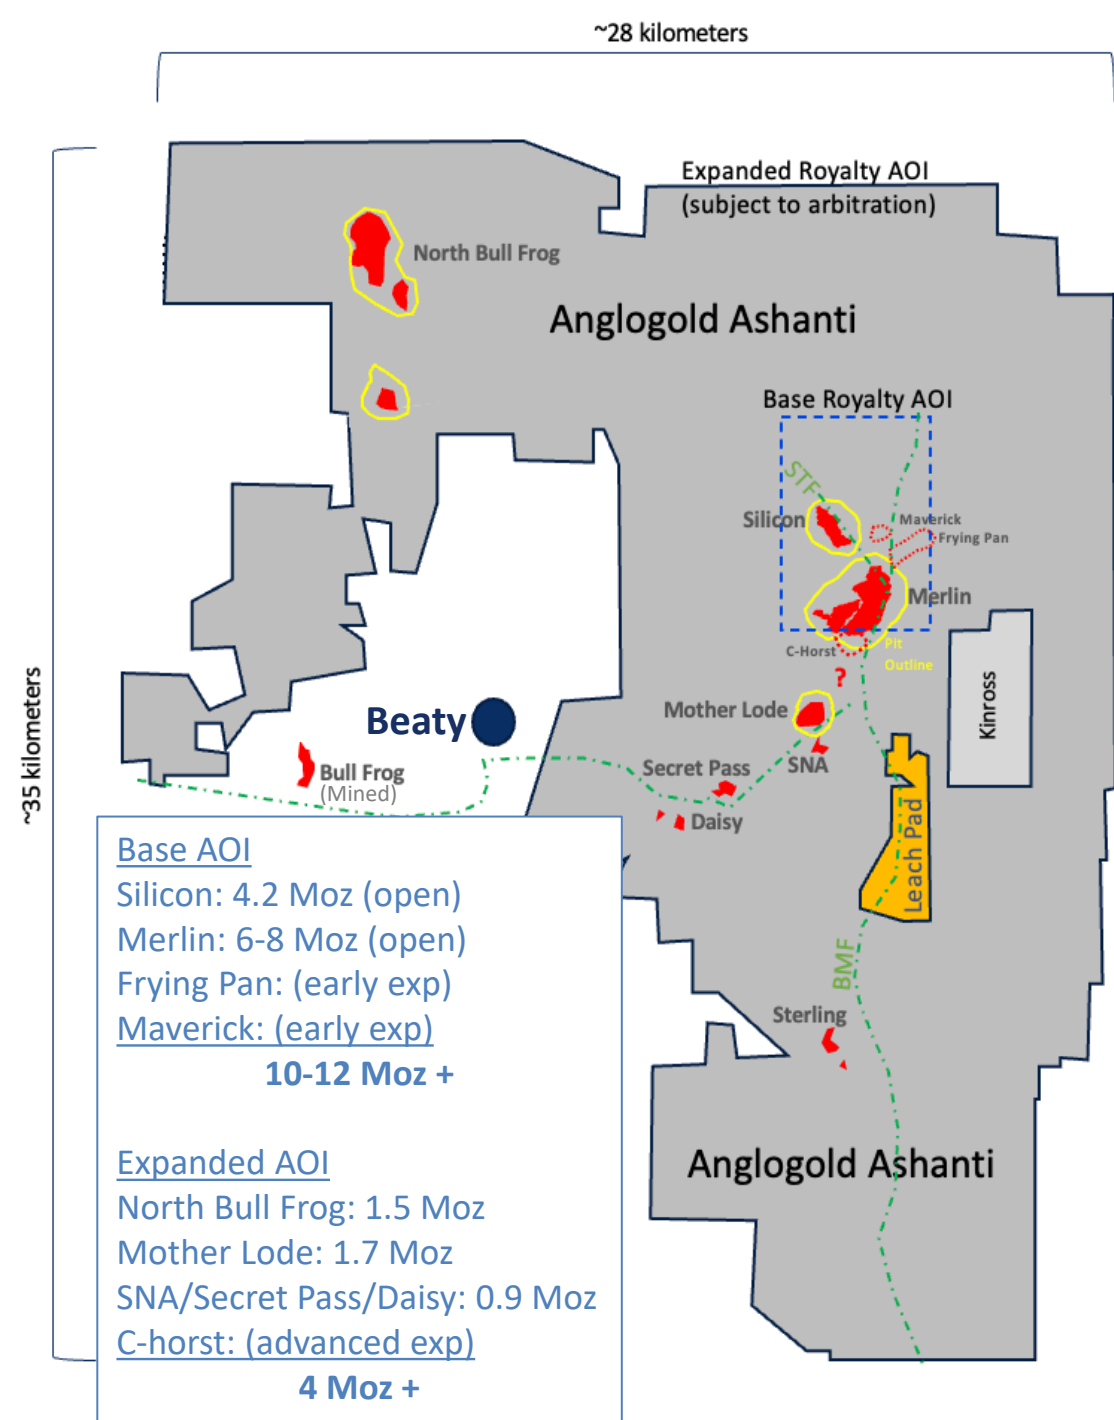 ~28 kilometers
Expanded Royalty AOI
(subject to arbitration)
North Bull Frog
Anglogold Ashanti
Base Royalty AOI
STF
Silicon
Maverick
Frying Pan
Merlin
C-Horst
Pit
Outline
?
Kinross
~35 kilometers
Beaty
Mother Lode
SNA
Secret Pass
Bull Frog
(Mined)
Daisy
Leach Pad
BMF
Sterling
Anglogold Ashanti
Base AOI
Silicon: 4.2 Moz (open)
Merlin: 6-8 Moz (open)
Frying Pan: (early exp)
Maverick: (early exp)
10-12 Moz +
Expanded AOI
North Bull Frog: 1.5 Moz
Mother Lode: 1.7 Moz
SNA/Secret Pass/Daisy: 0.9 Moz
C-horst: (advanced exp)
4 Moz +